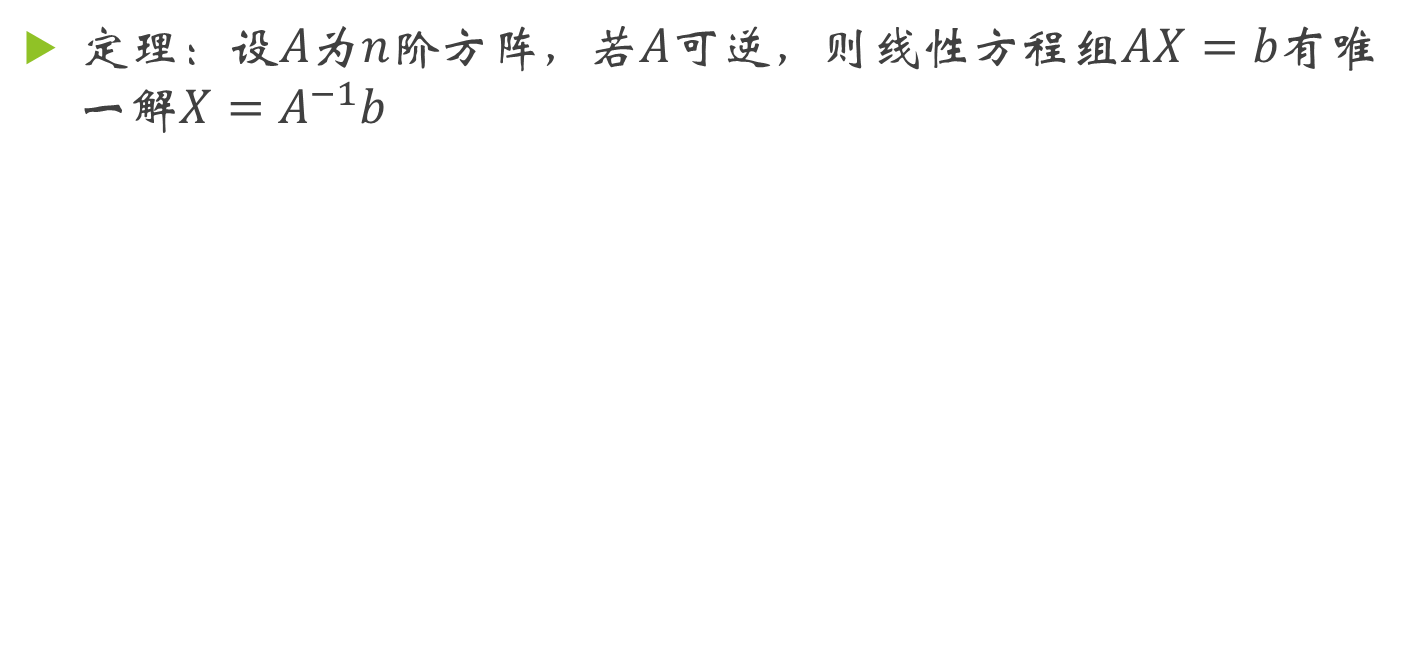 定理：设A为n阶方阵，若A可逆，则线性方程组AX = b有唯
一解X = A⁻¹b